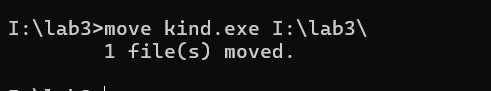 I:\lab3>move kind.exe I:\lab3\
1 file(s) moved.